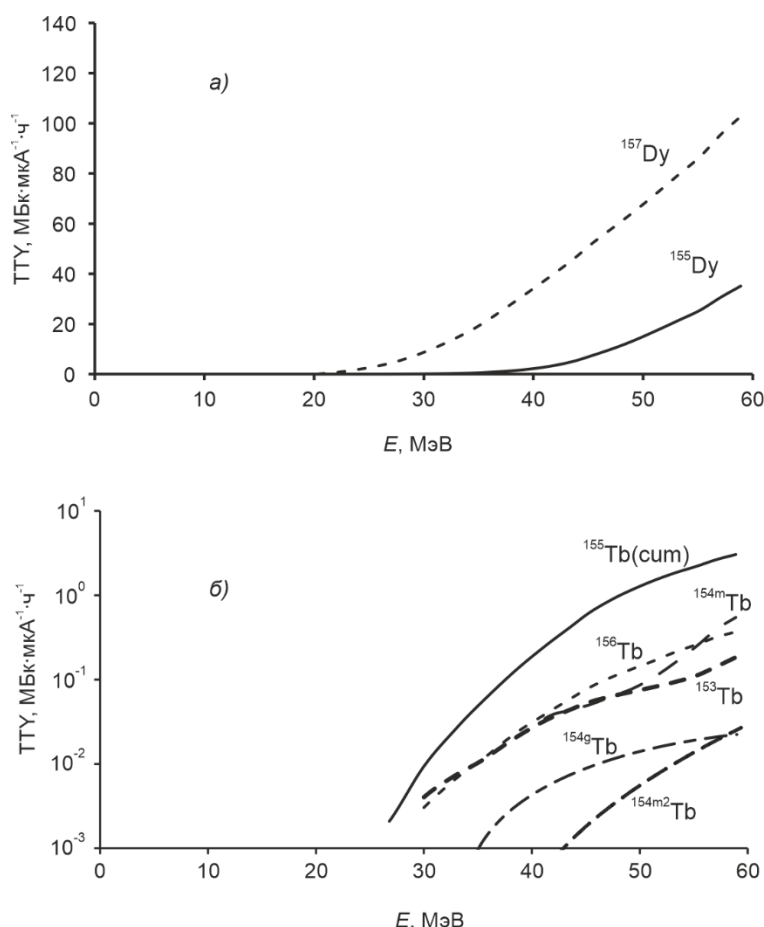 140
120
а)
100
¹⁵⁷Dy
80
60
¹⁵⁵Dy
40
20
0
TTY, МБк·мкА⁻¹·ч⁻¹
0 10 20 30 40 50 60
E, МэВ
10¹
¹⁵⁵Tb(cum)
б)
10⁰
¹⁵⁴ᵐTb
¹⁵⁶Tb
10⁻¹
¹⁵³Tb
¹⁵⁴ᵍTb
10⁻²
¹⁵⁴ᵐ²Tb
10⁻³
TTY, МБк·мкА⁻¹·ч⁻¹
0 10 20 30 40 50 60
E, МэВ